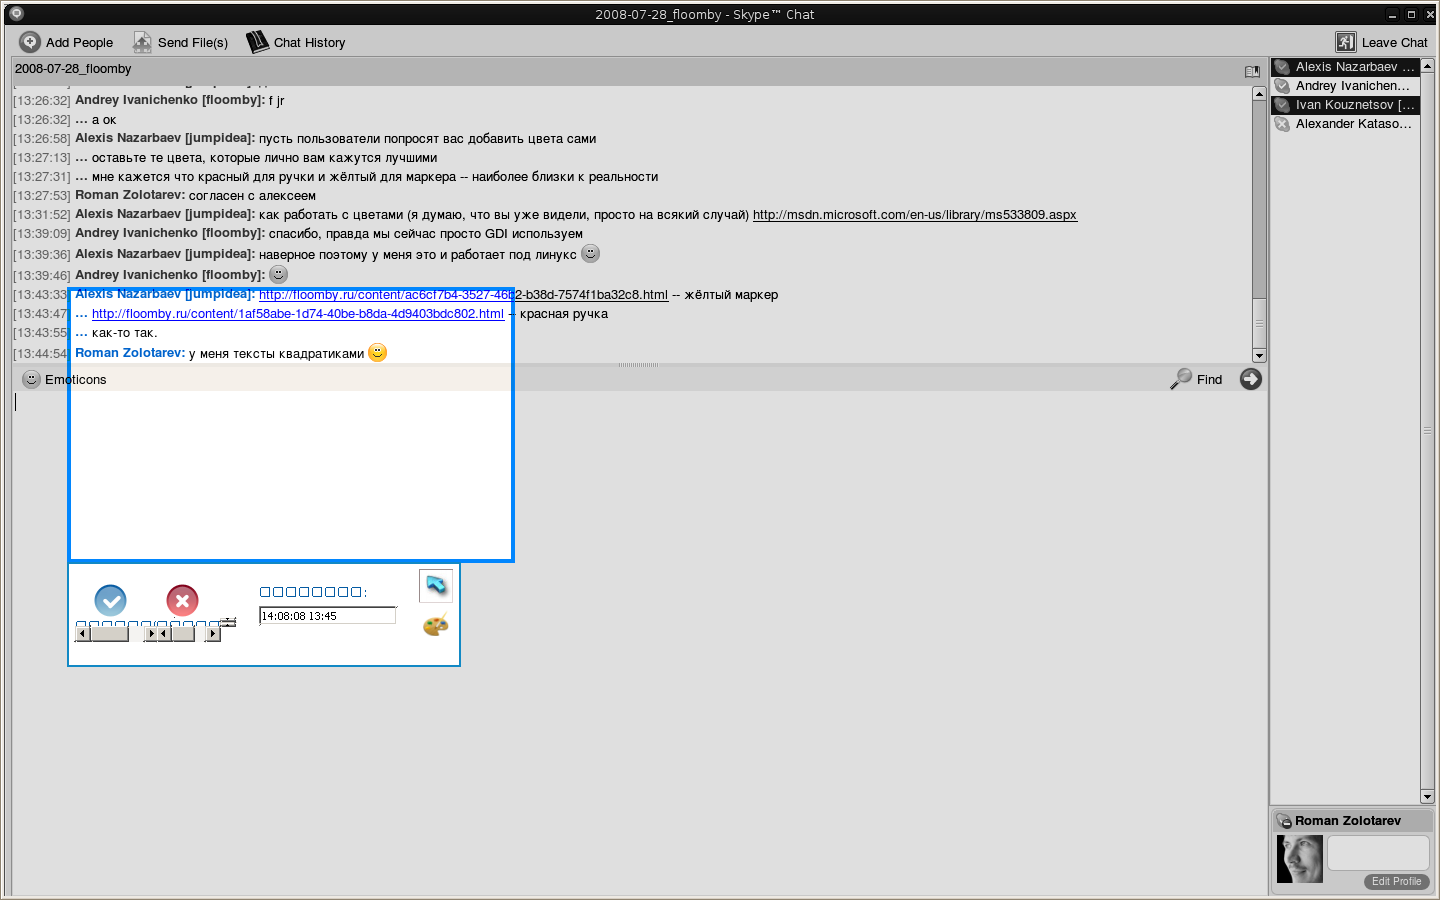 2008-07-28_floomby - Skype™ Chat
Add People Send File(s) Chat History Leave Chat
2008-07-28_floomby
[13:26:32] Andrey Ivanichenko [floomby]: f jr
[13:26:32] ... а ок
[13:26:58] Alexis Nazarbaev [jumpidea]: пусть пользователи попросят вас добавить цвета сами
[13:27:13] ... оставьте те цвета, которые лично вам кажутся лучшими
[13:27:31] ... мне кажется что красный для ручки и жёлтый для маркера -- наиболее близки к реальности
[13:27:53] Roman Zolotarev: согласен с алексеем
[13:31:52] Alexis Nazarbaev [jumpidea]: как работать с цветами (я думаю, что вы уже видели, просто на всякий случай) http://msdn.microsoft.com/en-us/library/ms533809.aspx
[13:39:09] Andrey Ivanichenko [floomby]: спасибо, правда мы сейчас просто GDI используем
[13:39:36] Alexis Nazarbaev [jumpidea]: наверное поэтому у меня это и работает под линукс
[13:39:46] Andrey Ivanichenko [floomby]:
[13:43:33] Alexis Nazarbaev [jumpidea]: http://floomby.ru/content/ac6cf7b4-3527-46b2-b38d-7574f1ba32c8.html -- жёлтый маркер
[13:43:47] ... http://floomby.ru/content/1af58abe-1d74-40be-b8da-4d9403bdc802.html -- красная ручка
[13:43:55] ... как-то так.
[13:44:54] Roman Zolotarev: у меня тексты квадратиками
Emoticons Find
14:08:08 13:45
Alexis Nazarbaev ...
Andrey Ivanichen...
Ivan Kouznetsov [...
Alexander Kataso...
Roman Zolotarev
Edit Profile